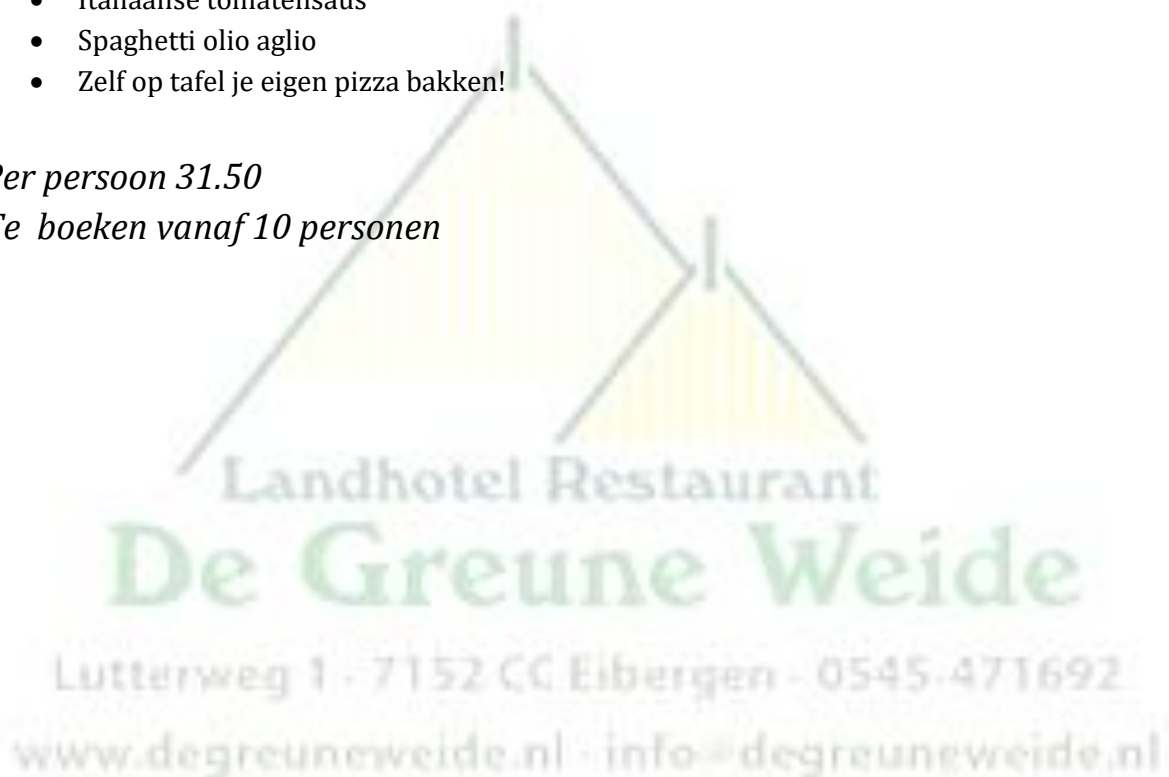 • Italiaanse tomatensaus
• Spaghetti olio aglio
• Zelf op tafel je eigen pizza bakken!
Per persoon 31.50
Te boeken vanaf 10 personen
Landhotel Restaurant
De Greune Weide
Lutterweg 1 - 7152 CC Eibergen - 0545-471692
www.degreuneweide.nl - info@degreuneweide.nl